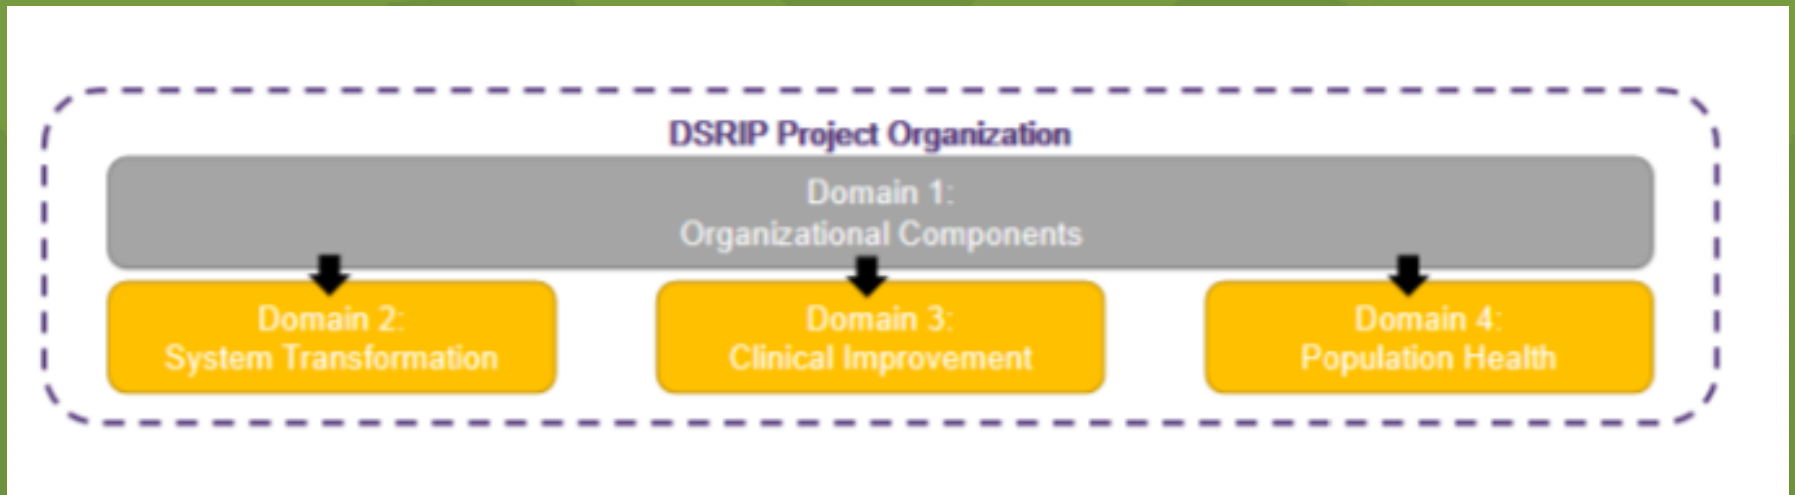 DSRIP Project Organization
Domain 1:
Organizational Components
Domain 2:
System Transformation
Domain 3:
Clinical Improvement
Domain 4:
Population Health